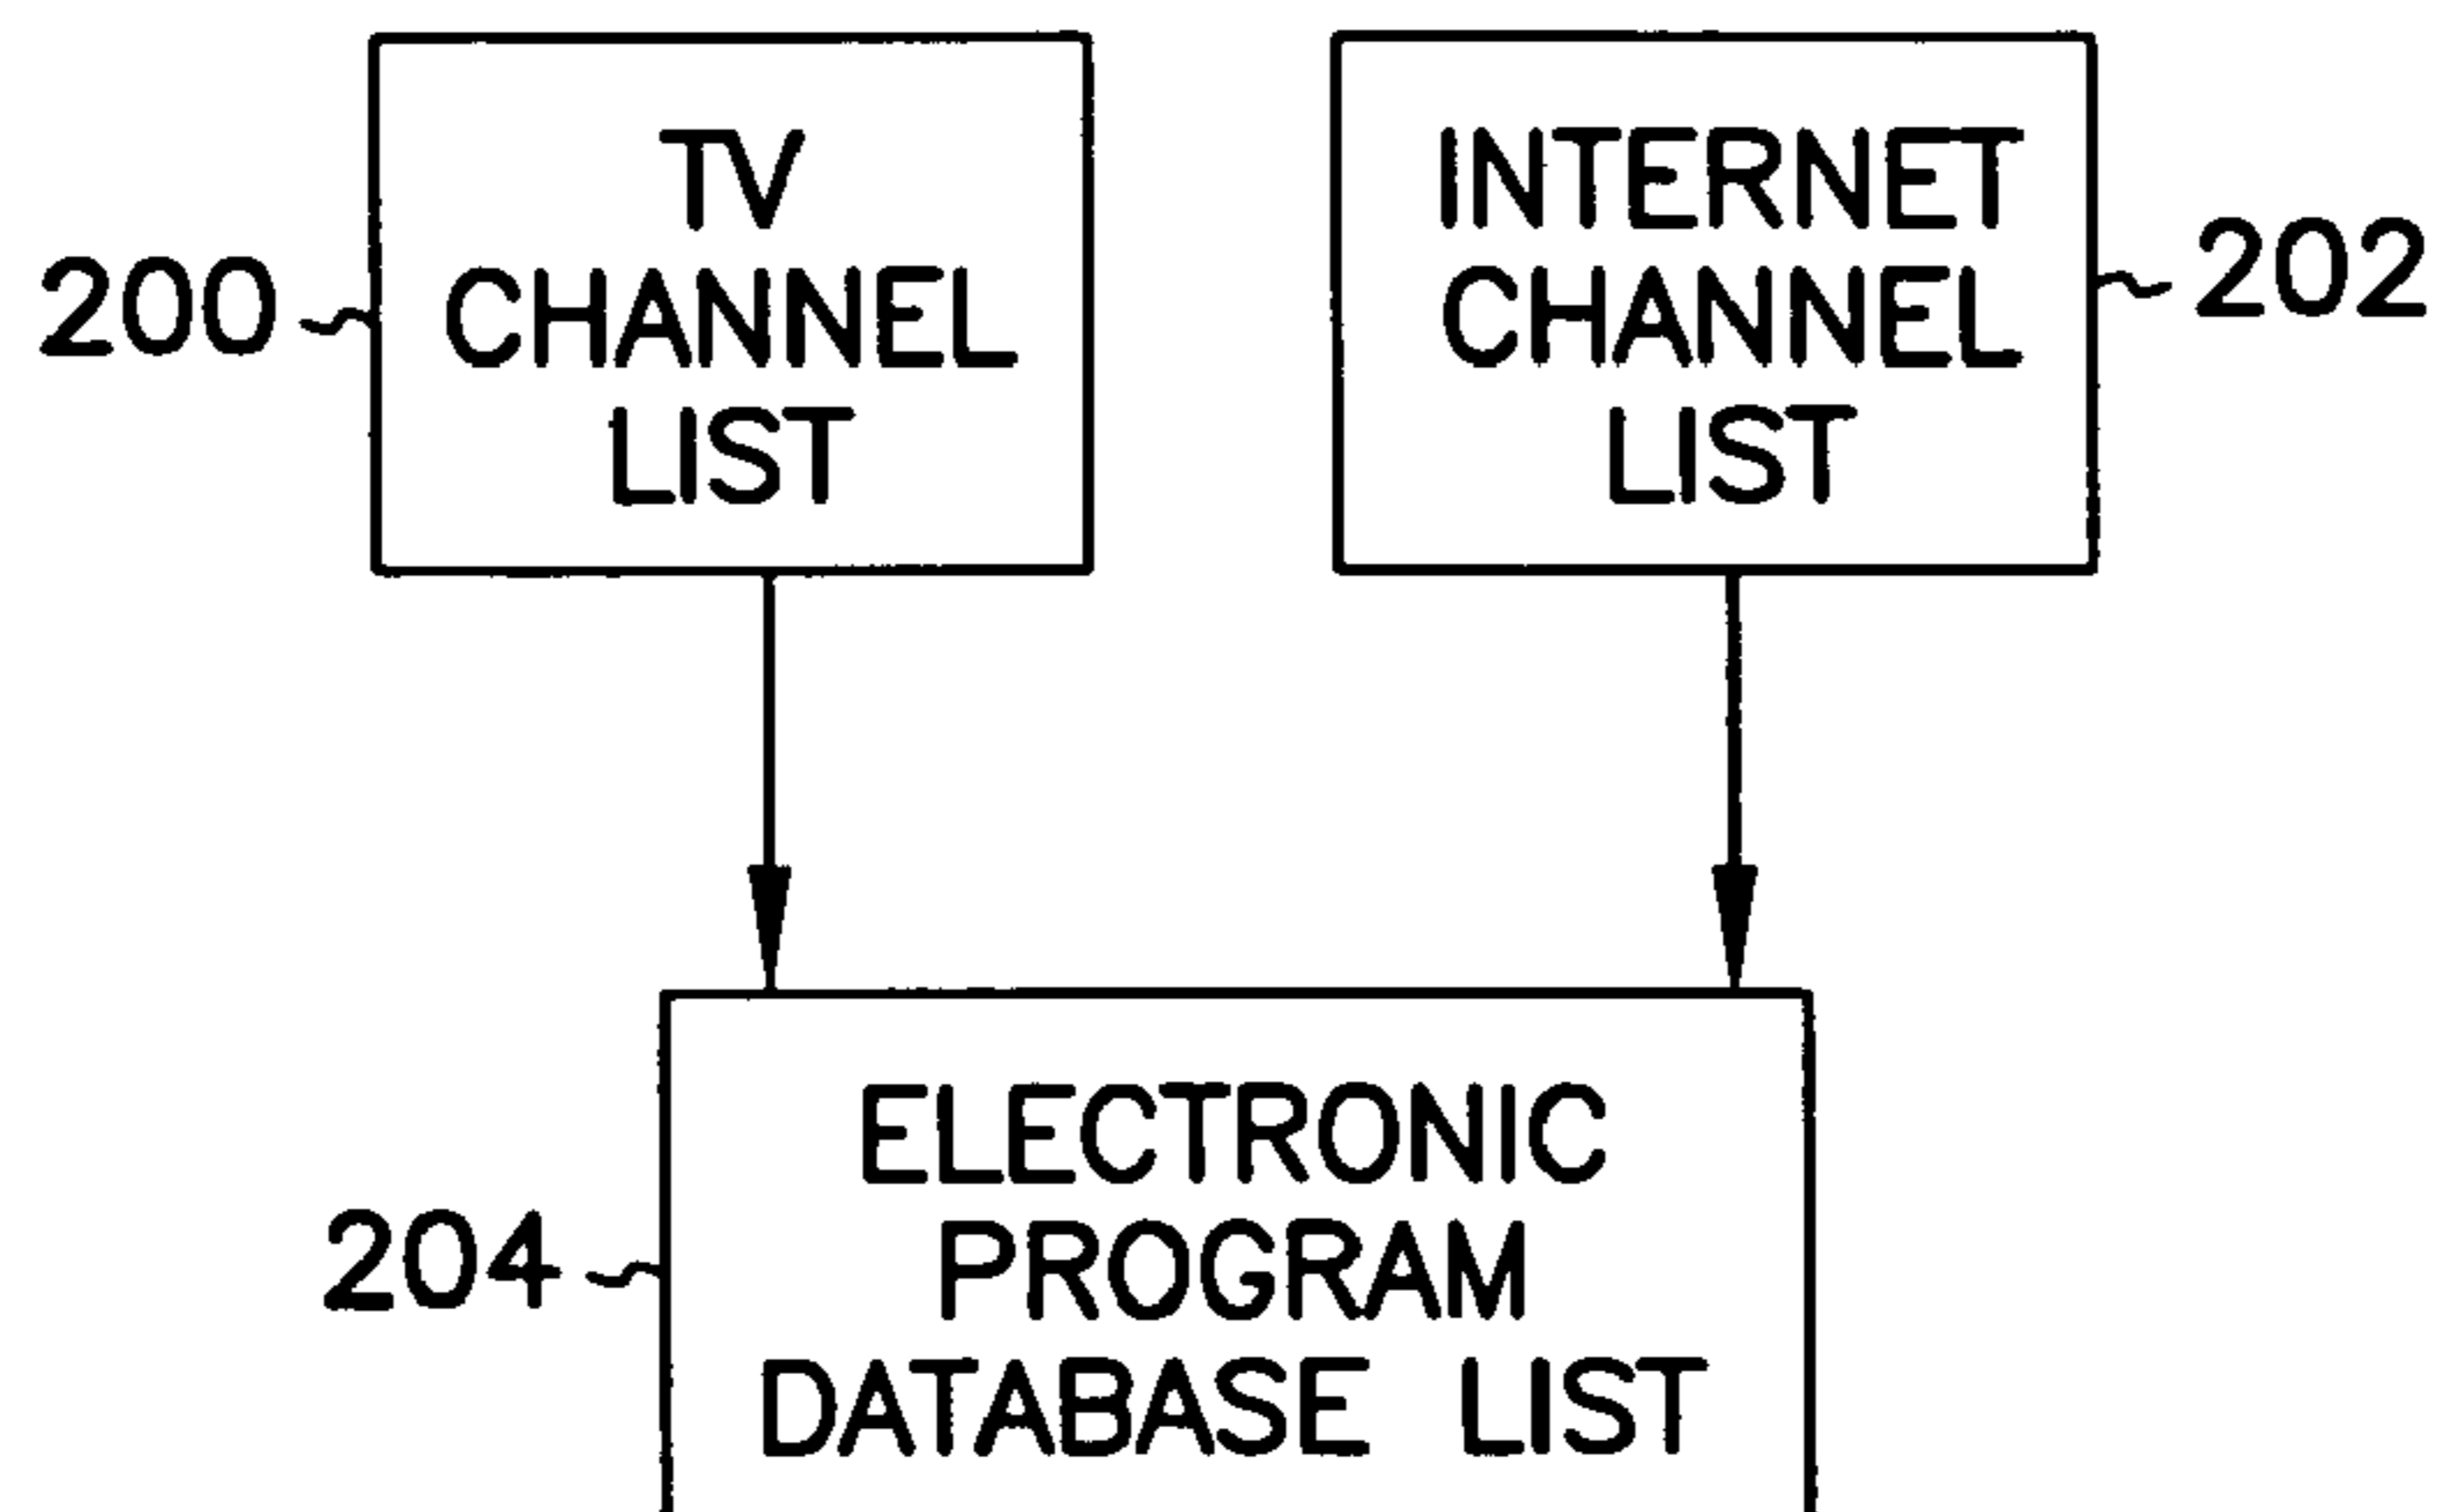 TV
CHANNEL
LIST
200
INTERNET
CHANNEL
LIST
202
ELECTRONIC
PROGRAM
DATABASE LIST
204